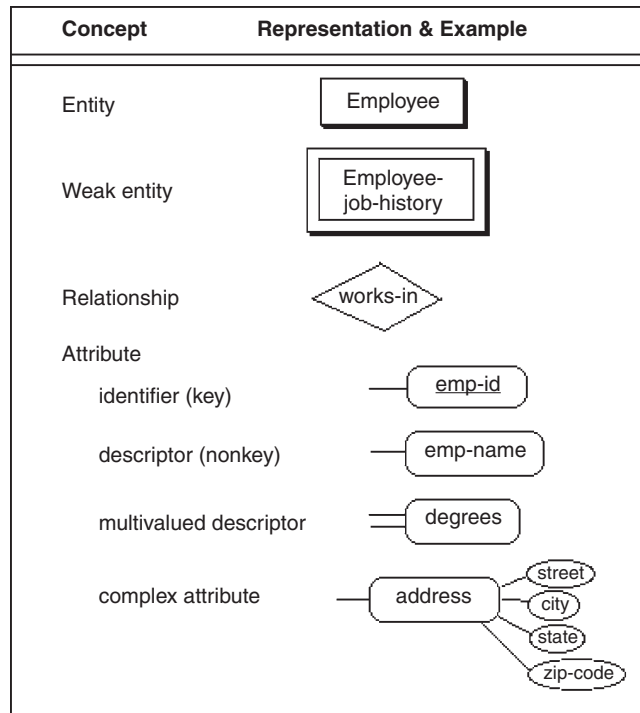 Concept Representation & Example
Entity Employee
Weak entity Employee-
job-history
Relationship works-in
Attribute
identifier (key) emp-id
descriptor (nonkey) emp-name
multivalued descriptor degrees
complex attribute address
street
city
state
zip-code